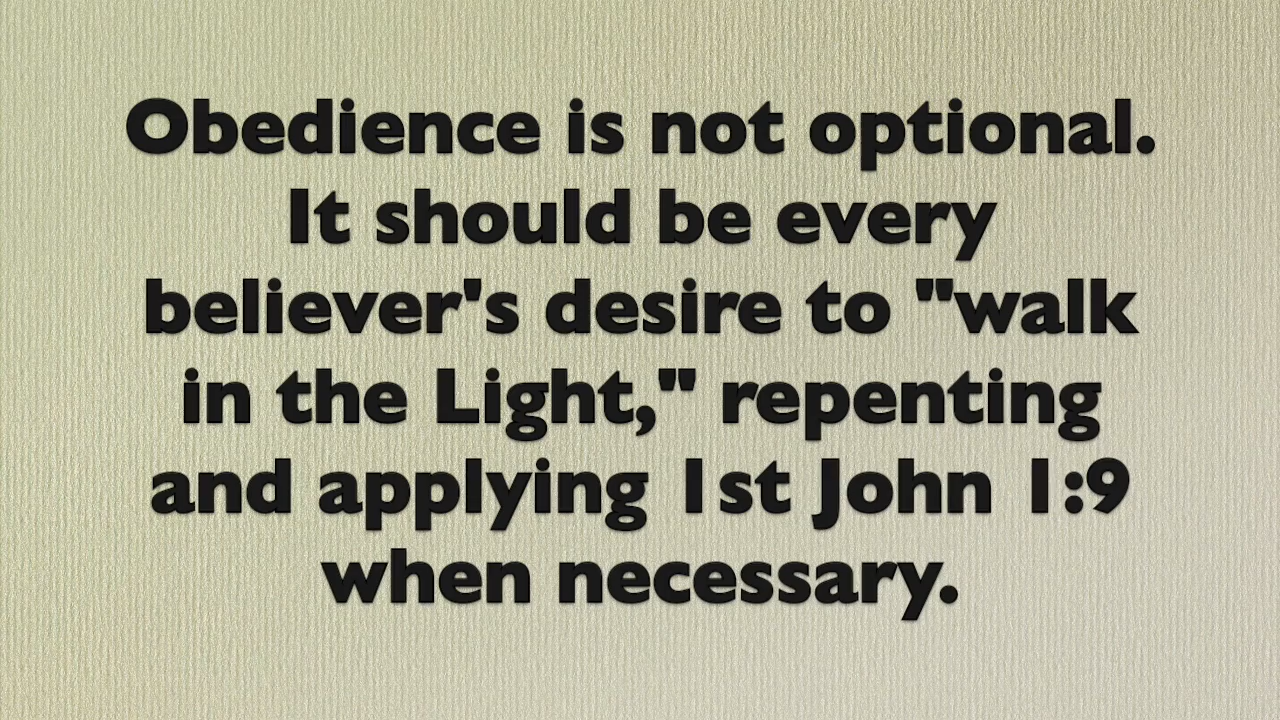 Obedience is not optional.
It should be every
believer's desire to "walk
in the Light," repenting
and applying 1st John 1:9
when necessary.